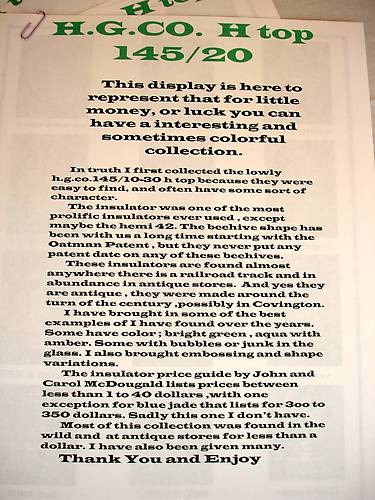 H.G.CO. H top
145/20
This display is here to
represent that for little
money, or luck you can
have a interesting and
sometimes colorful
collection.
In truth I first collected the lowly
h.g.co.145/10-30 h top because they were
easy to find, and often have some sort of
character.
The insulator was one of the most
prolific insulators ever used , except
maybe the hemi 42. The beehive shape has
been with us a long time starting with the
Oatman Patent , but they never put any
patent date on any of these beehives.
These insulators are found almost
anywhere there is a railroad track and in
abundance in antique stores. And yes they
are antique , they were made around the
turn of the century ,possibly in Covington.
I have brought in some of the best
examples of I have found over the years.
Some have color ; bright green , aqua with
amber. Some with bubbles or junk in the
glass. I also brought embossing and shape
variations.
The insulator price guide by John and
Carol McDougald lists prices between
less than 1 to 40 dollars ,with one
exception for blue jade that lists for 3oo to
350 dollars. Sadly this one I don't have.
Most of this collection was found in the
wild and at antique stores for less than a
dollar. I have also been given many.
Thank You and Enjoy